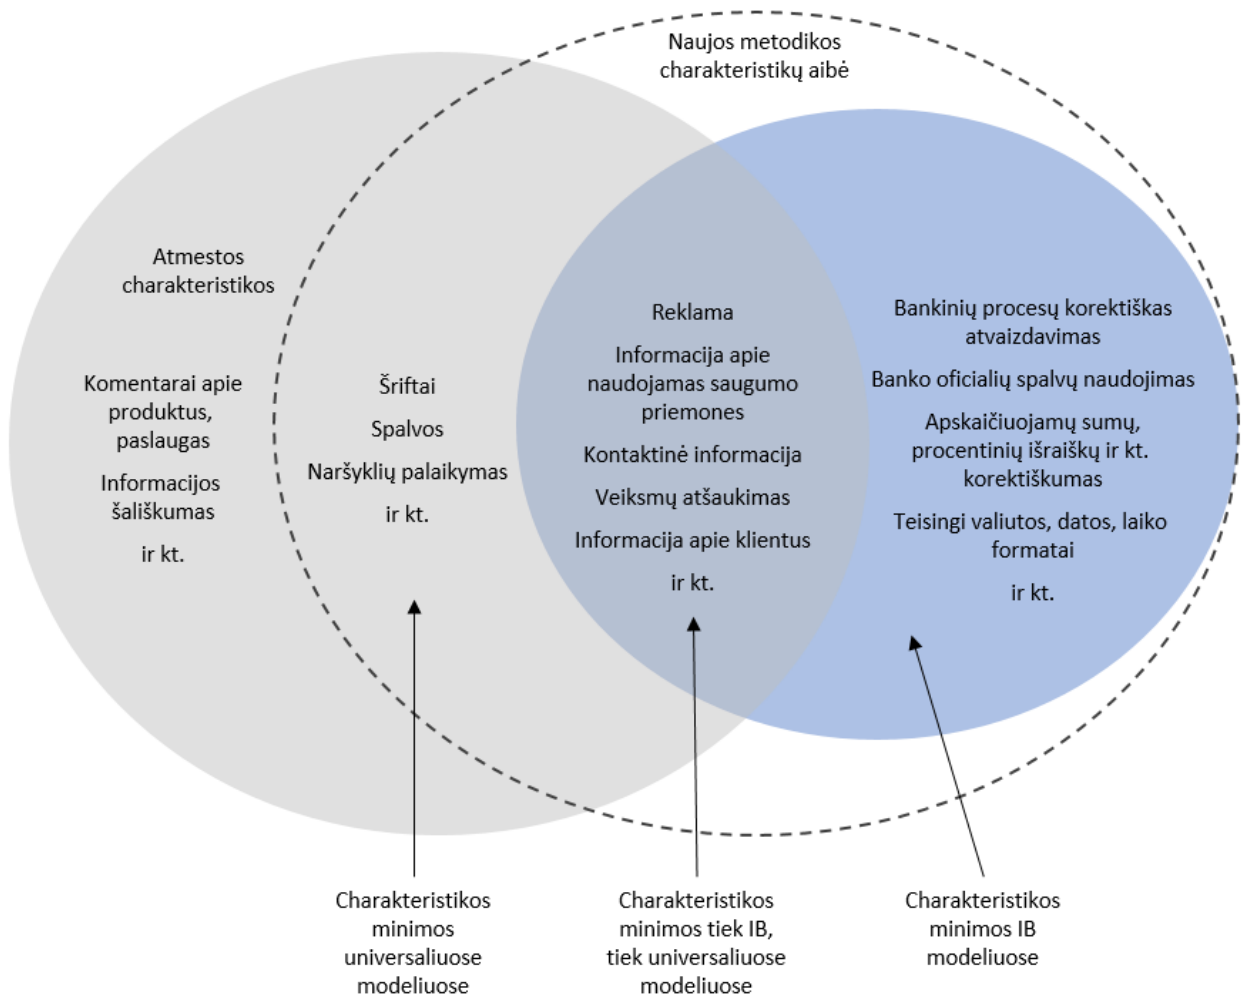 Naujos metodikos
charakteristikų aibė
Atmestos
charakteristikos
Komentarai apie
produktus,
paslaugas
Informacijos
šališkumas
ir kt.
Šriftai
Spalvos
Naršyklių palaikymas
ir kt.
Reklama
Informacija apie
naudojamas saugumo
priemones
Kontaktinė informacija
Veiksmų atšaukimas
Informacija apie klientus
ir kt.
Bankinių procesų korektiškas
atvaizdavimas
Banko oficialių spalvų naudojimas
Apskaičiuojamų sumų,
procentinių išraiškų ir kt.
korektiškumas
Teisingi valiutos, datos, laiko
formatai
ir kt.
Charakteristikos
minimos
universaliuose
modeliuose
Charakteristikos
minimos tiek IB,
tiek universaliuose
modeliuose
Charakteristikos
minimos IB
modeliuose